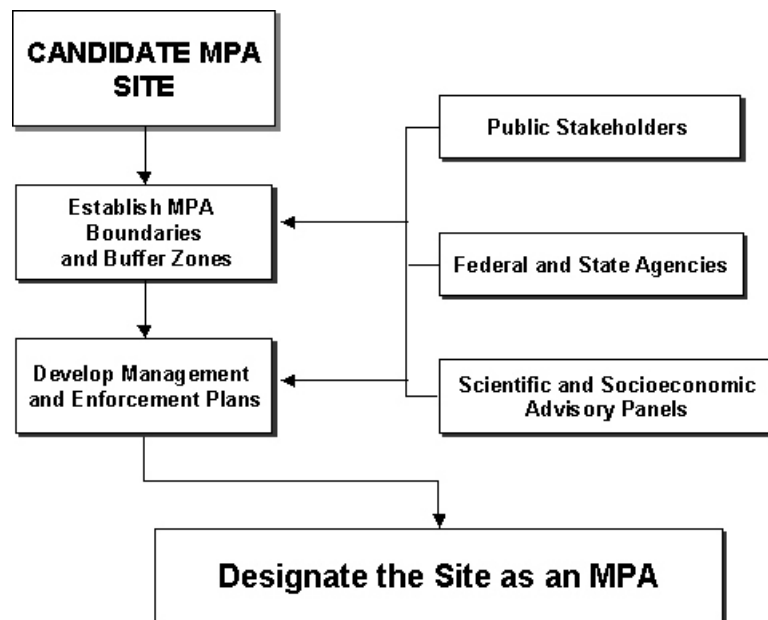 CANDIDATE MPA
SITE
Public Stakeholders
Establish MPA
Boundaries
and Buffer Zones
Federal and State Agencies
Develop Management
and Enforcement Plans
Scientific and Socioeconomic
Advisory Panels
Designate the Site as an MPA